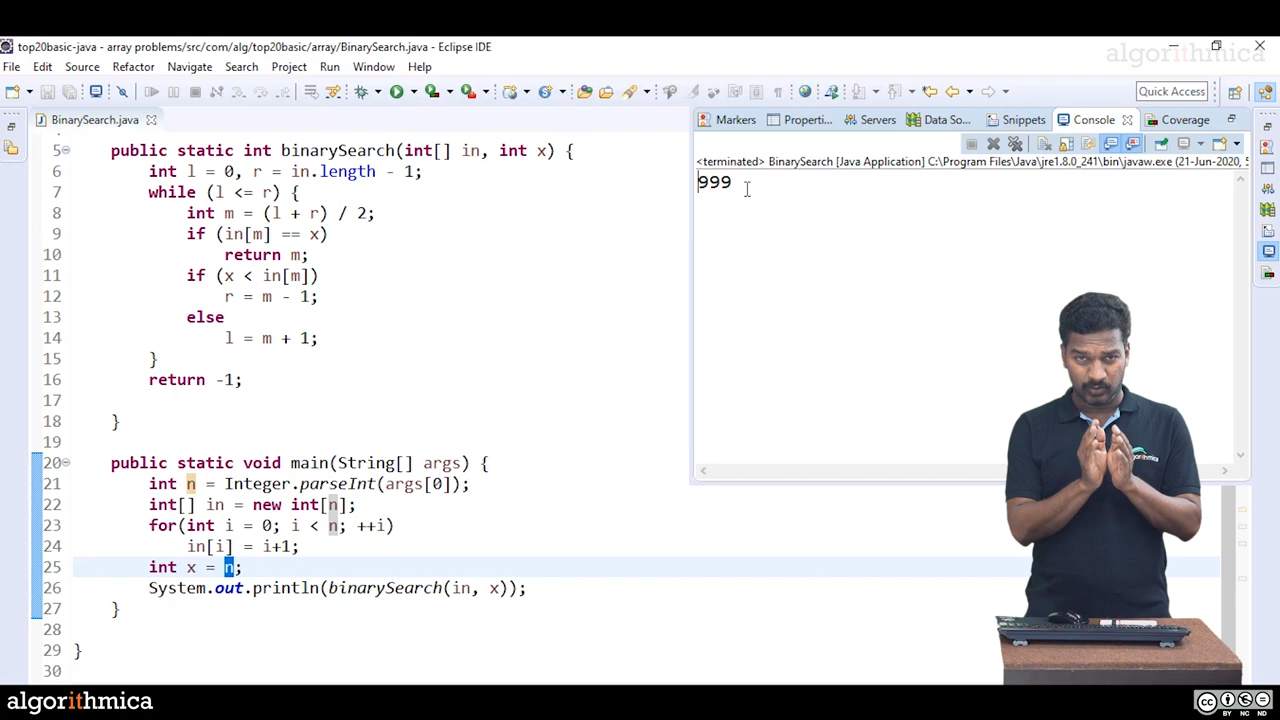 top20basic-java - array problems/src/com/alg/top20basic/array/BinarySearch.java - Eclipse IDE
algorithmica
File Edit Source Refactor Navigate Search Project Run Window Help
Quick Access
BinarySearch.java
Markers Properti... Servers Data So... Snippets Console Coverage
<terminated> BinarySearch [Java Application] C:\Program Files\Java\jre1.8.0_241\bin\javaw.exe (21-Jun-2020, 5
999
5 public static int binarySearch(int[] in, int x) {
6 int l = 0, r = in.length - 1;
7 while (l <= r) {
8 int m = (l + r) / 2;
9 if (in[m] == x)
10 return m;
11 if (x < in[m])
12 r = m - 1;
13 else
14 l = m + 1;
15 }
16 return -1;
17
18 }
19
20 public static void main(String[] args) {
21 int n = Integer.parseInt(args[0]);
22 int[] in = new int[n];
23 for(int i = 0; i < n; ++i)
24 in[i] = i+1;
25 int x = n;
26 System.out.println(binarySearch(in, x));
27 }
28
29 }
30
algorithmica
algorithmica
CC BY NC ND